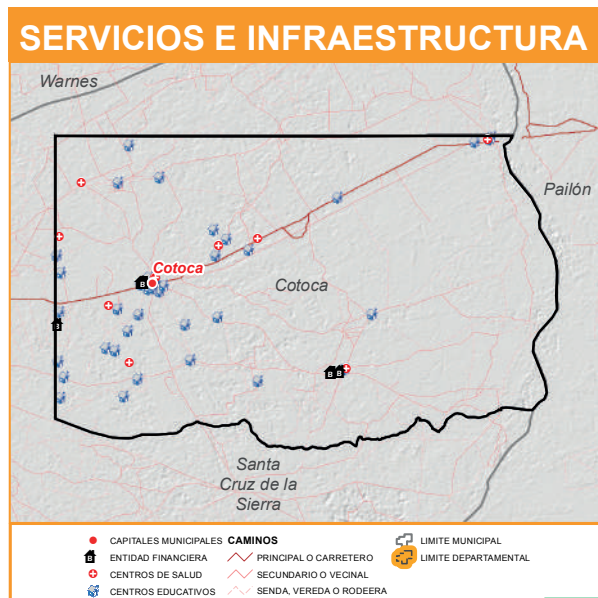 SERVICIOS E INFRAESTRUCTURA
Warnes
Pailón
Cotoca
Cotoca
B
B
B B
Santa
Cruz de la
Sierra
CAPITALES MUNICIPALES
B ENTIDAD FINANCIERA
CENTROS DE SALUD
CENTROS EDUCATIVOS
CAMINOS
PRINCIPAL O CARRETERO
SECUNDARIO O VECINAL
SENDA, VEREDA O RODEERA
LIMITE MUNICIPAL
LIMITE DEPARTAMENTAL